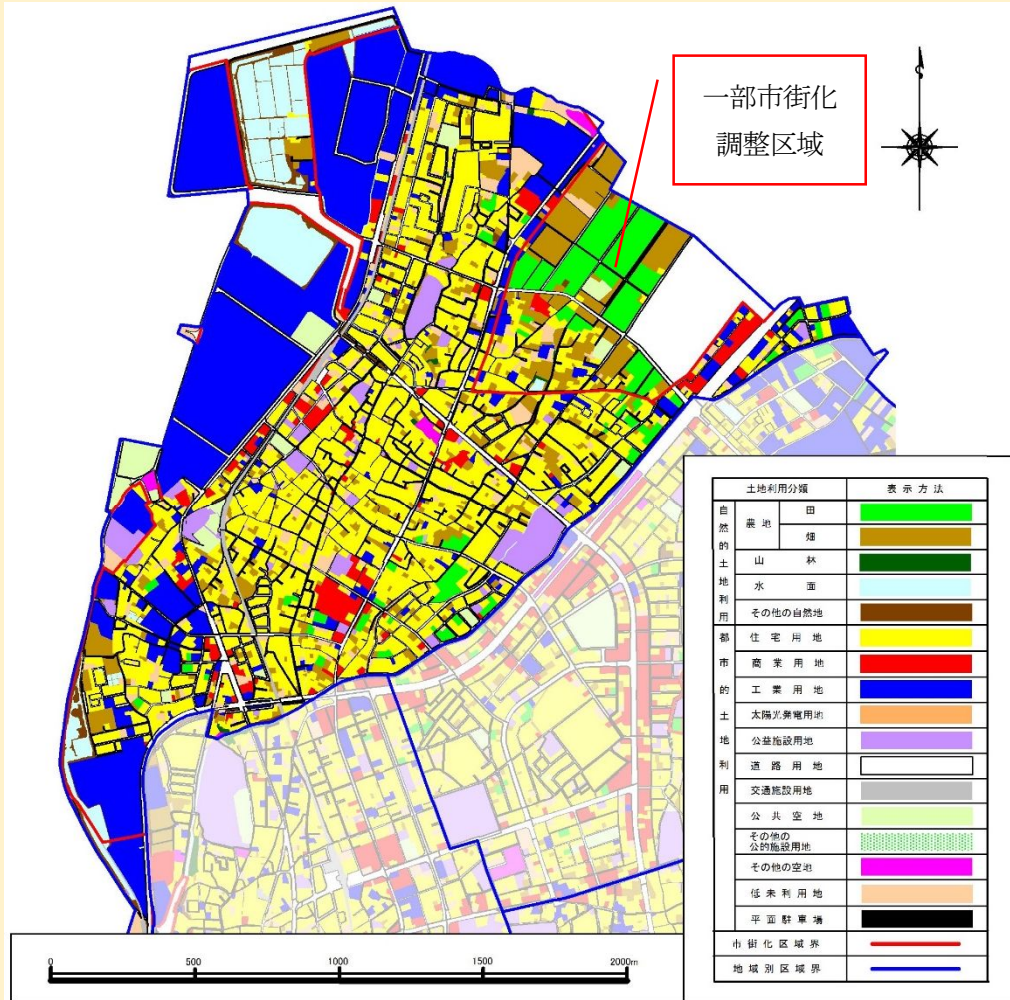 一部市街化
調整区域
土地利用分類 表示方法
自然的土地利用
農地 田
畑
山林
水面
その他の自然地
都市的土地利用
住宅用地
商業用地
工業用地
太陽光発電用地
公益施設用地
道路用地
交通施設用地
公共空地
その他の
公的施設用地
その他の空地
低未利用地
平面駐車場
市街化区域界
地域別区域界
0 500 1000 1500 2000m